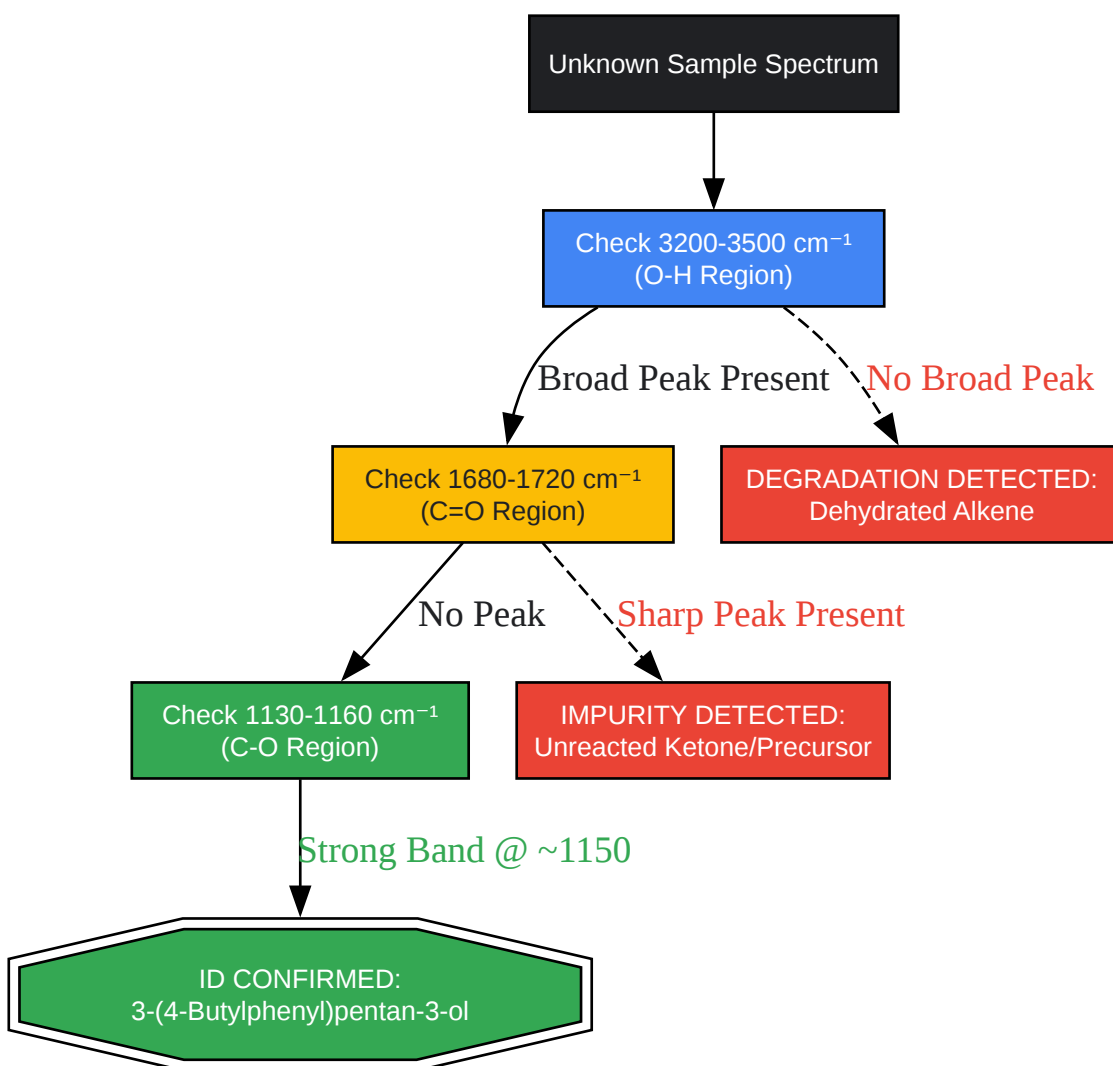 Unknown Sample Spectrum
Check 3200-3500 cm⁻¹
(O-H Region)
Broad Peak Present
No Broad Peak
Check 1680-1720 cm⁻¹
(C=O Region)
DEGRADATION DETECTED:
Dehydrated Alkene
No Peak
Sharp Peak Present
Check 1130-1160 cm⁻¹
(C-O Region)
IMPURITY DETECTED:
Unreacted Ketone/Precursor
Strong Band @ ~1150
ID CONFIRMED:
3-(4-Butylphenyl)pentan-3-ol